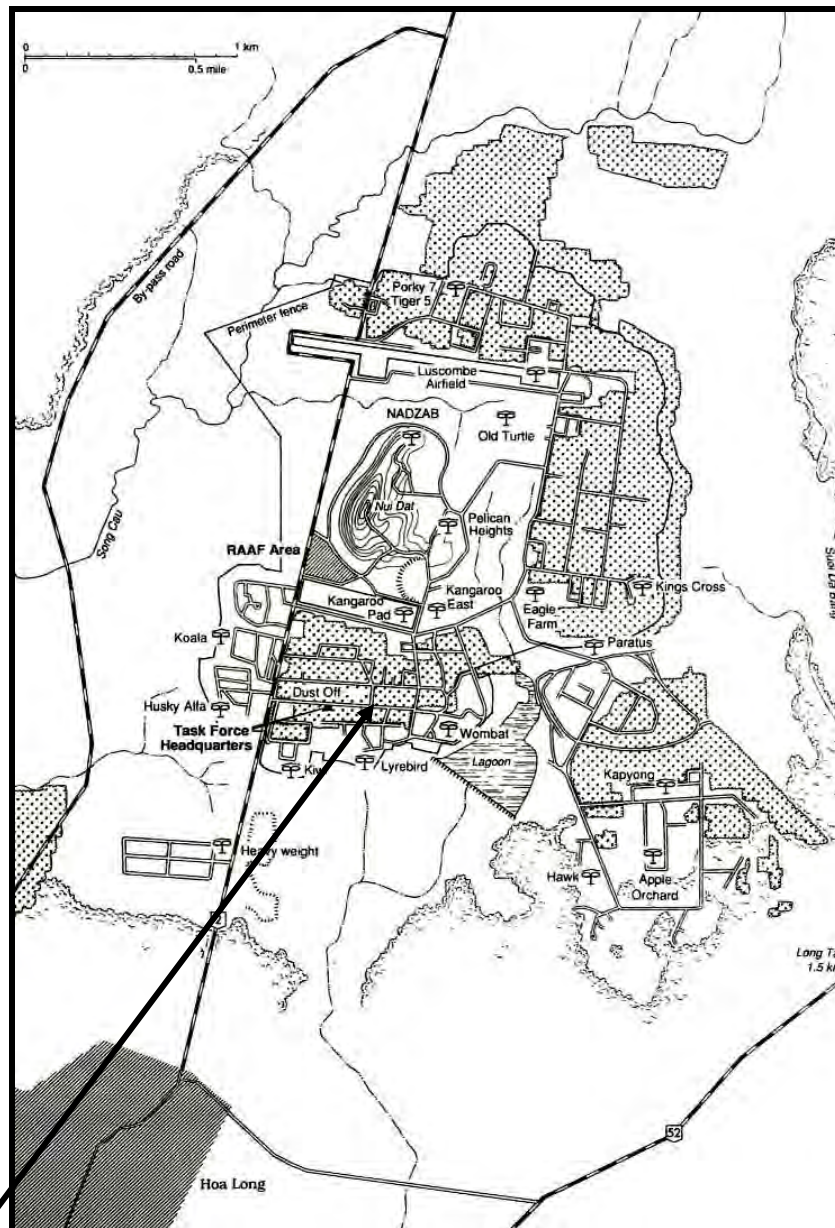 0
1 km
0
0.5 mile
By-pass road
Porky 7
Tiger 5
Perimeter fence
Luscombe
Airfield
NADZAB
Old Turtle
Nui Dat
Song Cau
Pelican
Heights
RAAF Area
Kangaroo
East
Kings Cross
Kangaroo
Pad
Eagle
Farm
Koala
Paratus
Dust Off
Husky Alfa
Task Force
Headquarters
Wombat
Lagoon
Lyrebird
Kapyong
Heavy weight
Hawk
Apple
Orchard
Long
1.5
52
Hoa Long